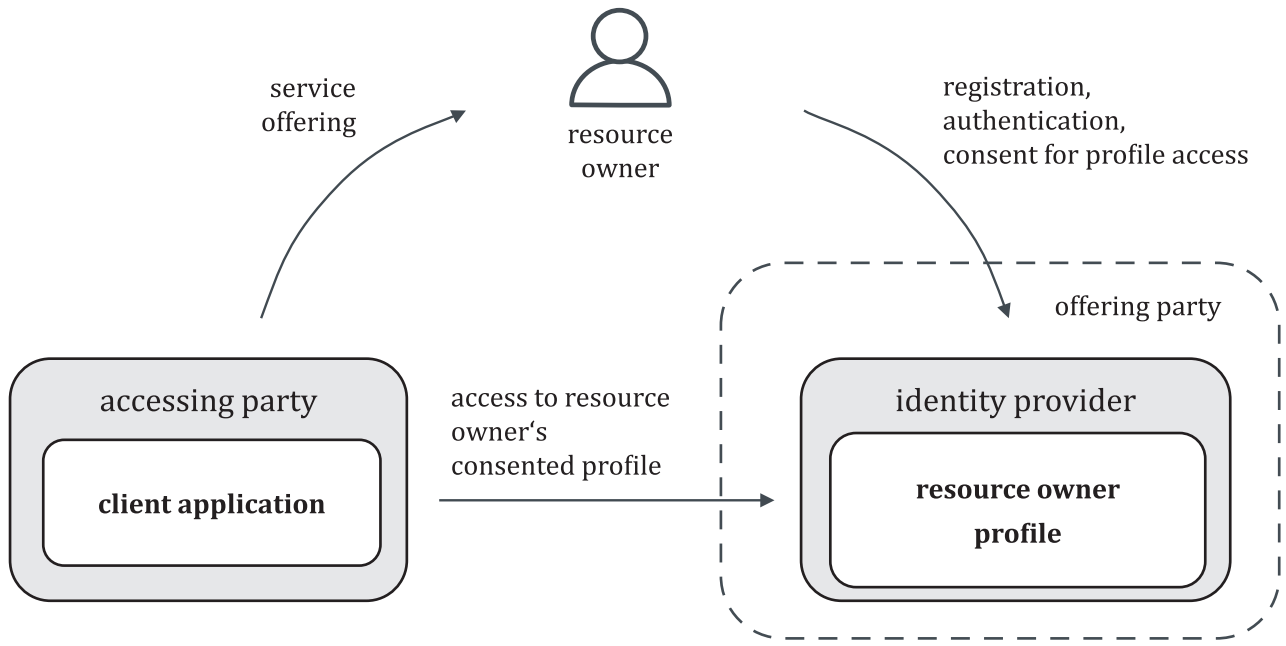 service
offering
resource
owner
registration,
authentication,
consent for profile access
offering party
accessing party
client application
access to resource
owner‘s
consented profile
identity provider
resource owner
profile